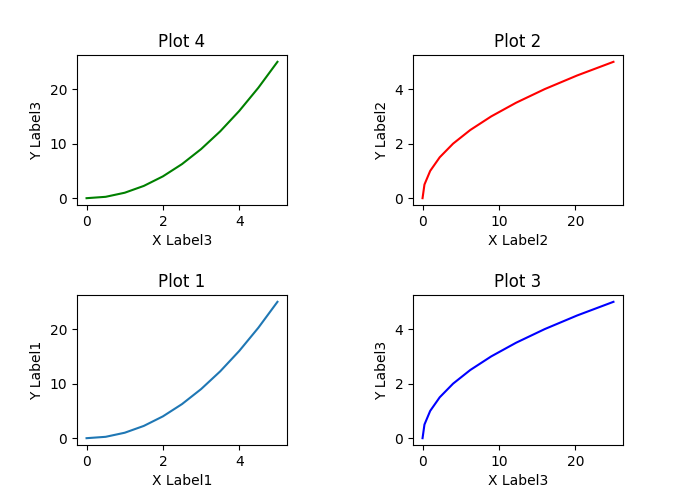 Plot 4
Y Label3
20
10
0
0 2 4
X Label3
Plot 2
Y Label2
4
2
0
0 10 20
X Label2
Plot 1
Y Label1
20
10
0
0 2 4
X Label1
Plot 3
Y Label3
4
2
0
0 10 20
X Label3